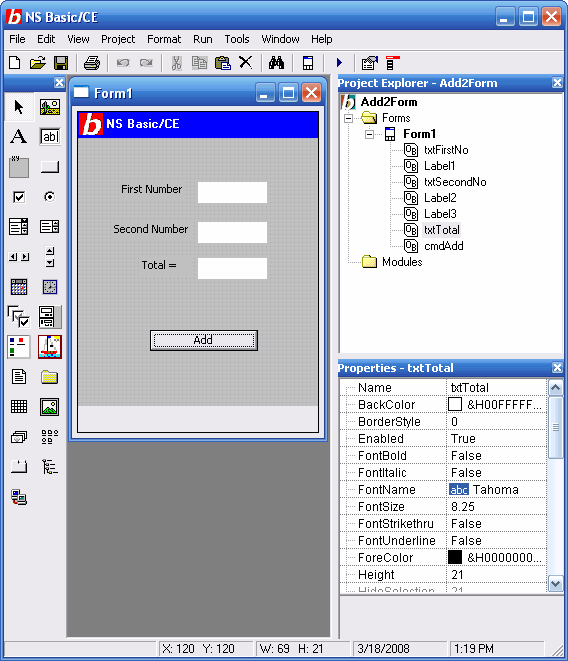 b NS Basic/CE
File Edit View Project Format Run Tools Window Help
Form1
b NS Basic/CE
First Number
Second Number
Total =
Add
A
ab
xy
Project Explorer - Add2Form
Add2Form
Forms
Form1
txtFirstNo
Label1
txtSecondNo
Label2
Label3
txtTotal
cmdAdd
Modules
Properties - txtTotal
Name txtTotal
BackColor &H00FFFFF...
BorderStyle 0
Enabled True
FontBold False
FontItalic False
FontName abc Tahoma
FontSize 8.25
FontStrikethru False
FontUnderline False
ForeColor &H0000000...
Height 21
HideSelection 21
X: 120 Y: 120 W: 69 H: 21 3/18/2008 1:19 PM